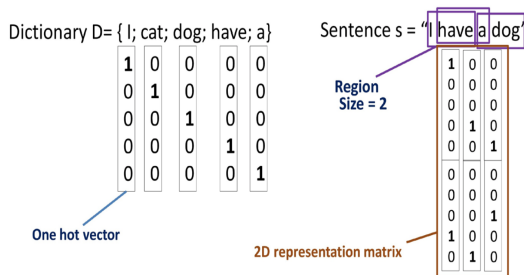 Dictionary D= { I; cat; dog; have; a}
1 0 0 0 0
0 1 0 0 0
0 0 1 0 0
0 0 0 1 0
0 0 0 0 1
One hot vector
Sentence s = "I have a dog"
Region
Size = 2
1 0 0
0 0 0
0 0 0
0 1 0
0 0 1
0 0 0
0 0 0
0 0 1
1 0 0
0 1 0
2D representation matrix